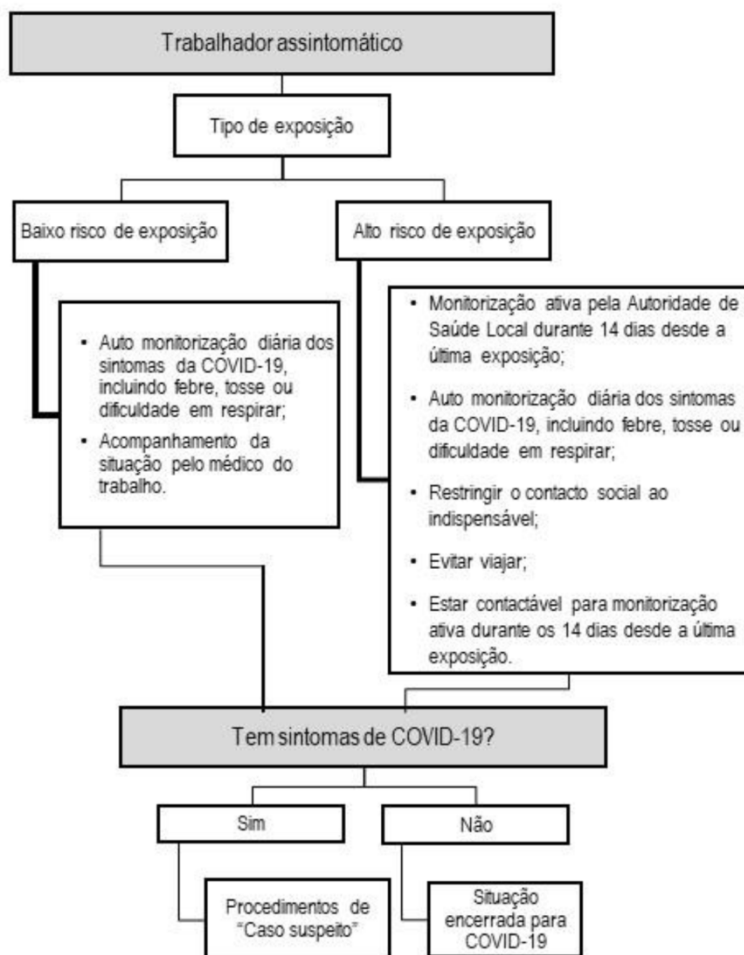 Trabalhador assintomático
Tipo de exposição
Baixo risco de exposição
Alto risco de exposição
• Auto monitorização diária dos
sintomas da COVID-19,
incluindo febre, tosse ou
dificuldade em respirar;
• Acompanhamento da
situação pelo médico do
trabalho.
• Monitorização ativa pela Autoridade de
Saúde Local durante 14 dias desde a
última exposição;
• Auto monitorização diária dos sintomas
da COVID-19, incluindo febre, tosse ou
dificuldade em respirar;
• Restringir o contacto social ao
indispensável;
• Evitar viajar;
• Estar contactável para monitorização
ativa durante os 14 dias desde a última
exposição.
Tem sintomas de COVID-19?
Sim
Não
Procedimentos de
“Caso suspeito”
Situação
encerrada para
COVID-19